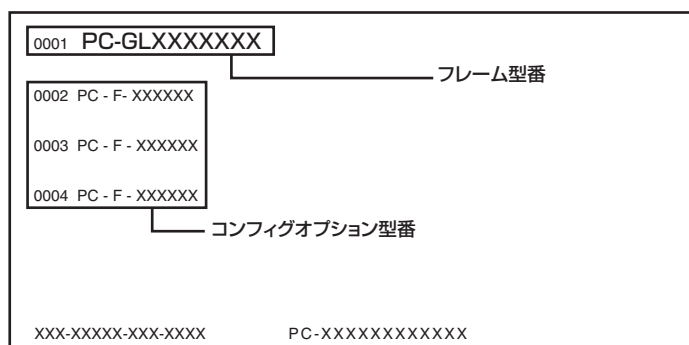 0001 PC-GLXXXXXXX
フレーム型番
0002 PC - F- XXXXXX
0003 PC - F - XXXXXX
0004 PC - F - XXXXXX
コンフィグオプション型番
XXX-XXXXX-XXX-XXXX PC-XXXXXXXXXXXX